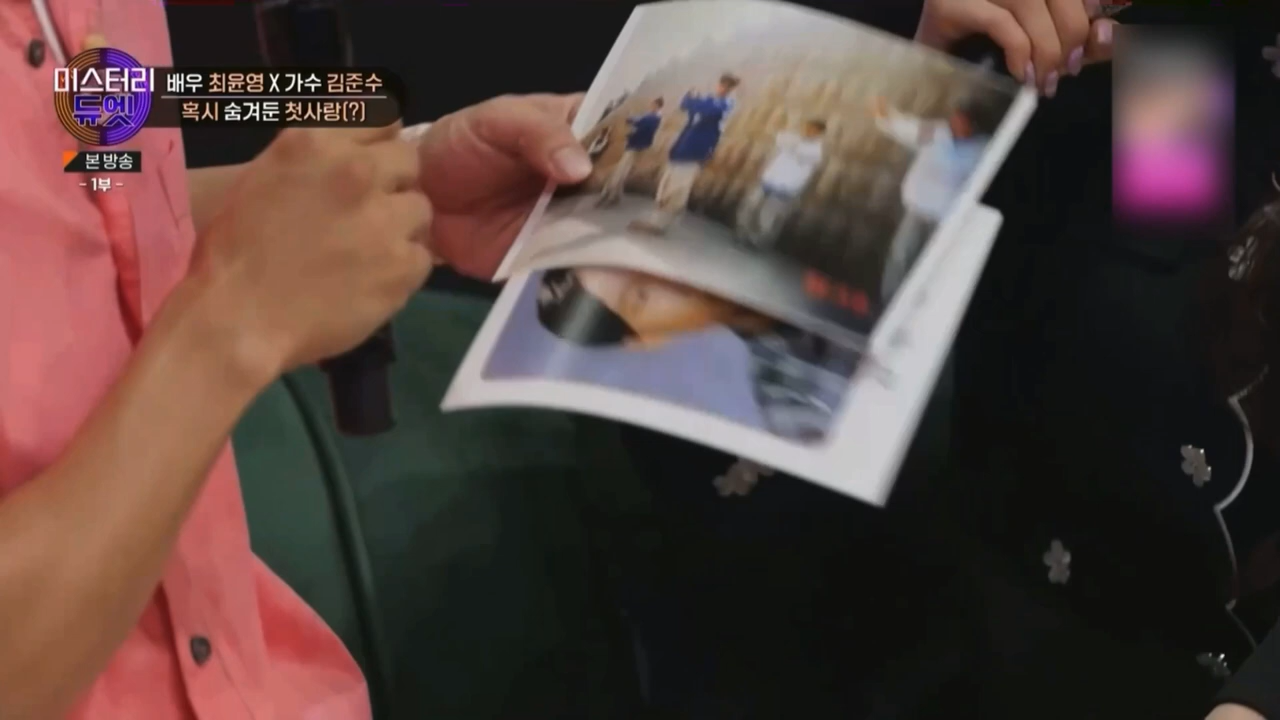 미스터리
듀엣
배우 최윤영 X 가수 김준수
혹시 숨겨둔 첫사랑(?)
본 방송
- 1부 -